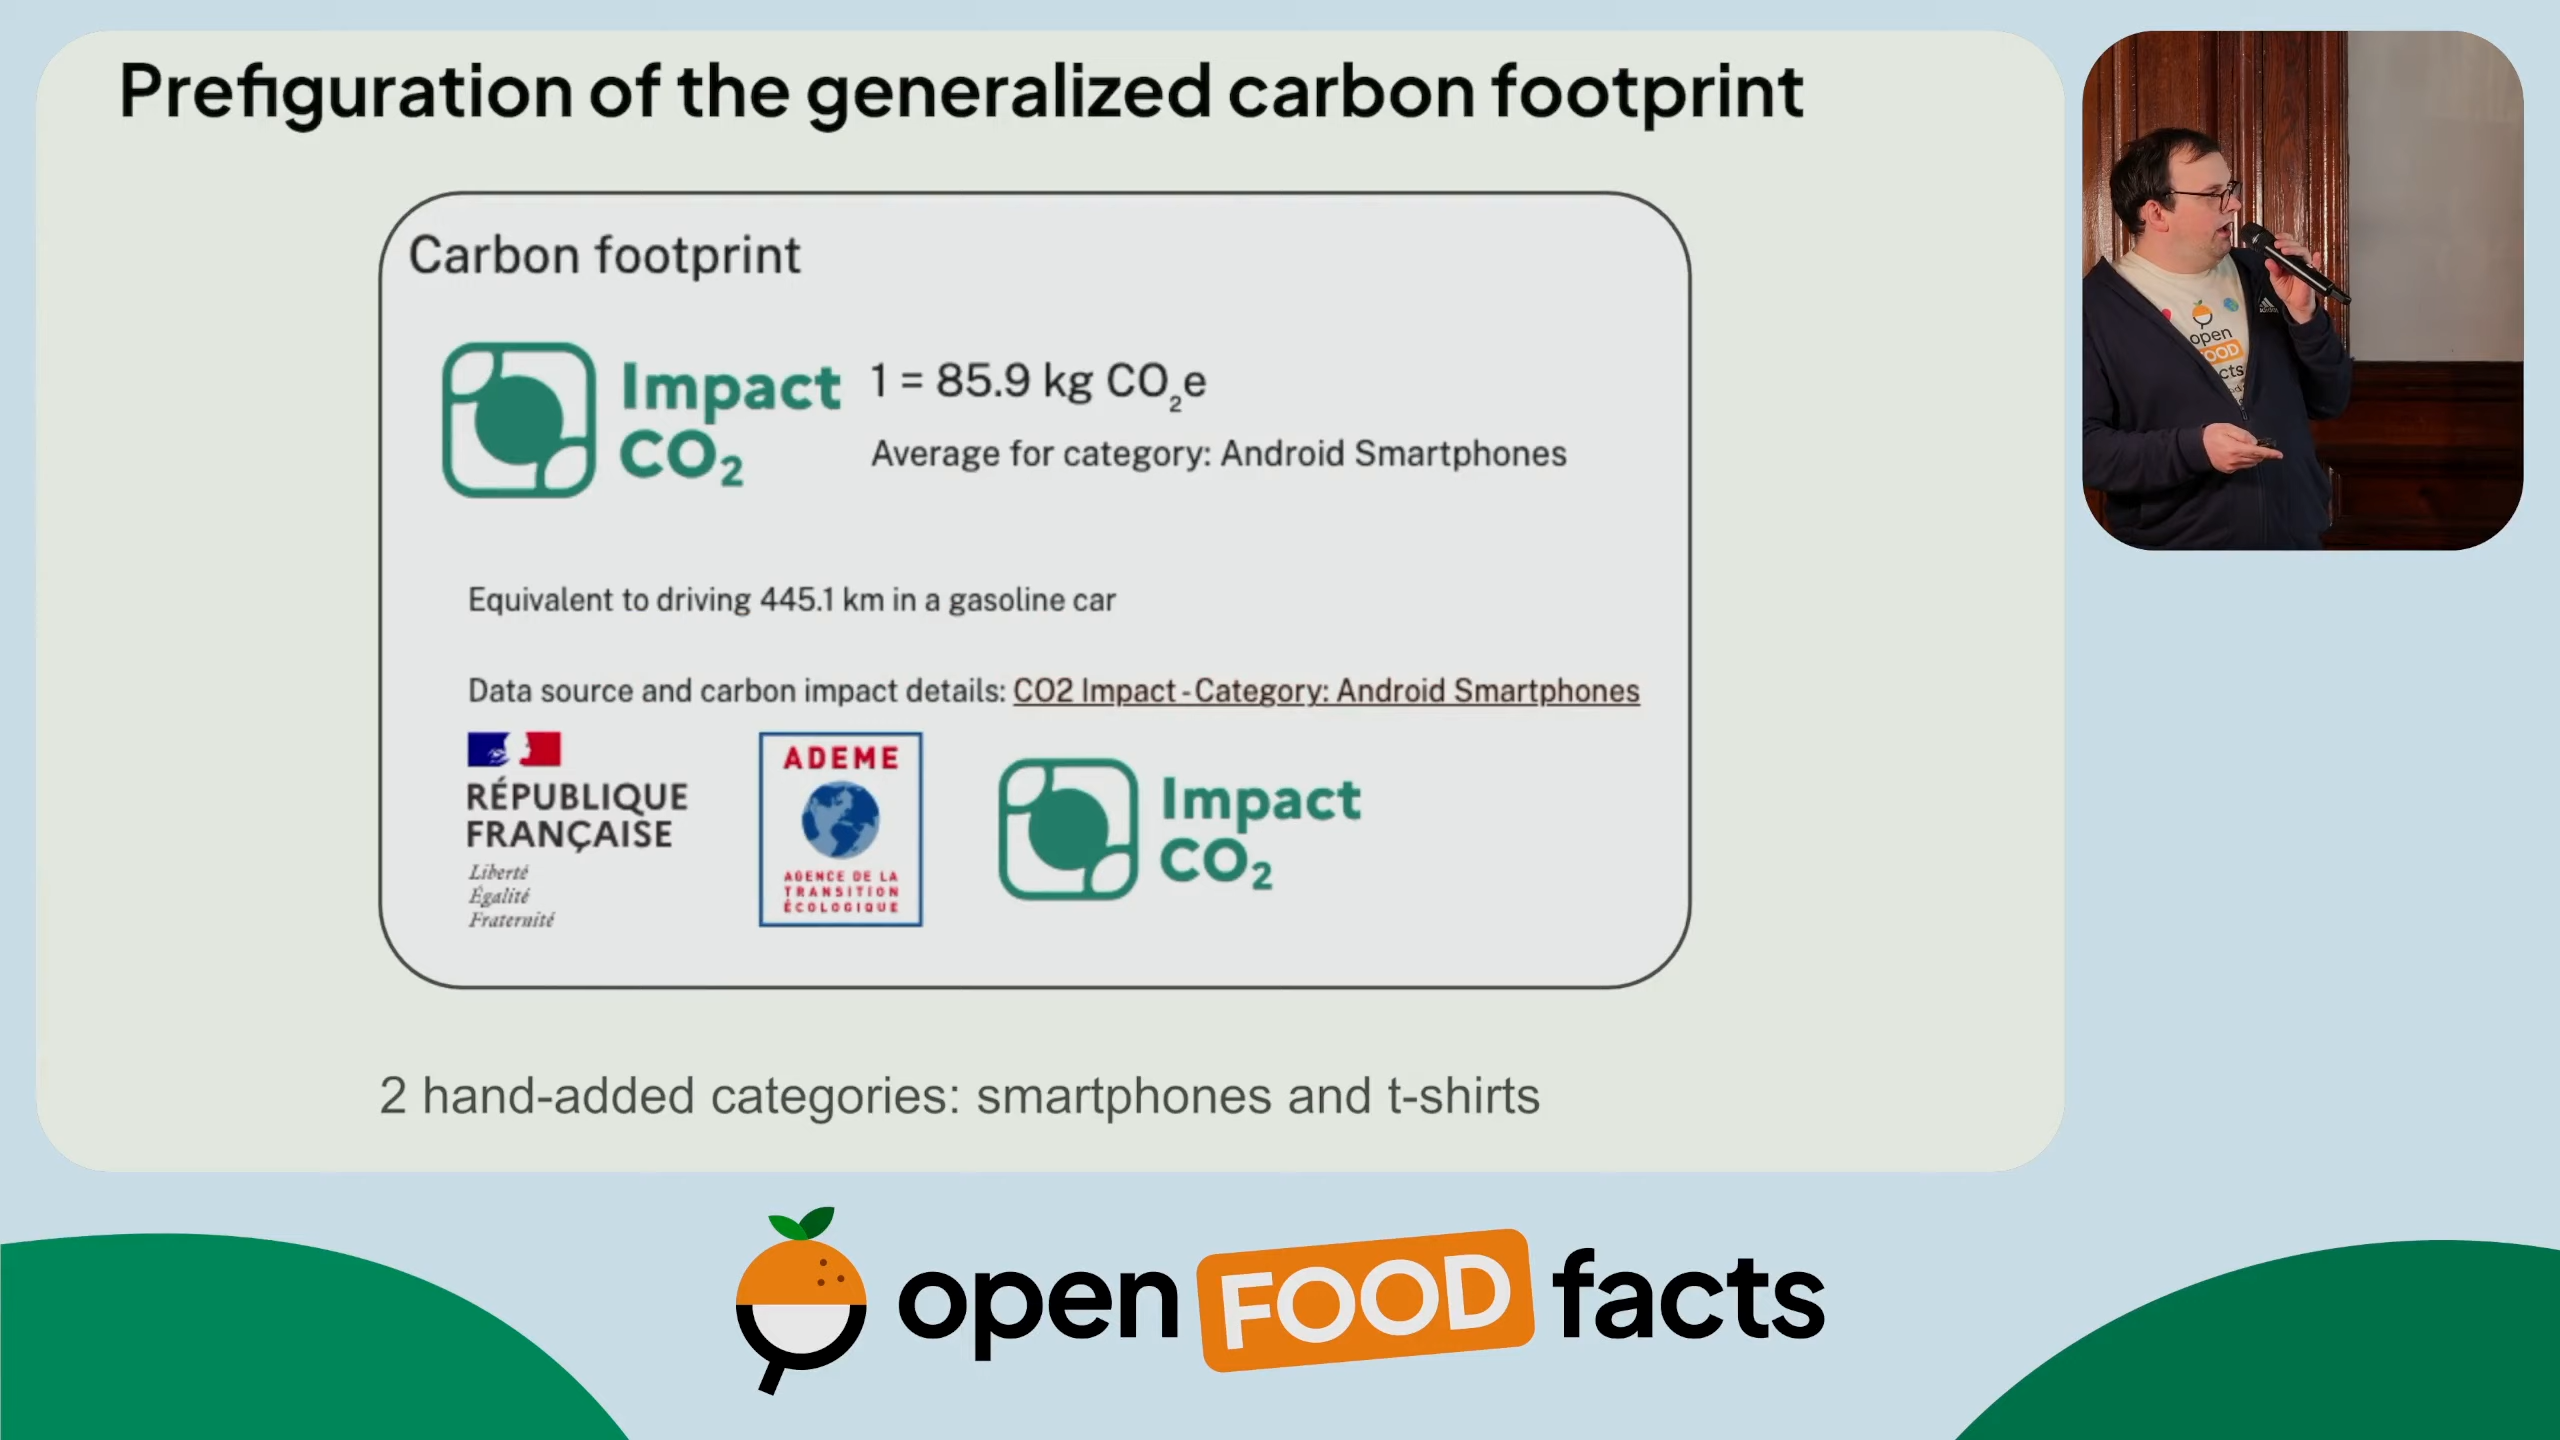 Prefiguration of the generalized carbon footprint
Carbon footprint
Impact
CO₂
1 = 85.9 kg CO₂e
Average for category: Android Smartphones
Equivalent to driving 445.1 km in a gasoline car
Data source and carbon impact details: CO2 Impact - Category: Android Smartphones
RÉPUBLIQUE
FRANÇAISE
Liberté
Égalité
Fraternité
ADEME
AGENCE DE LA
TRANSITION
ÉCOLOGIQUE
Impact
CO₂
2 hand-added categories: smartphones and t-shirts
open
open FOOD facts